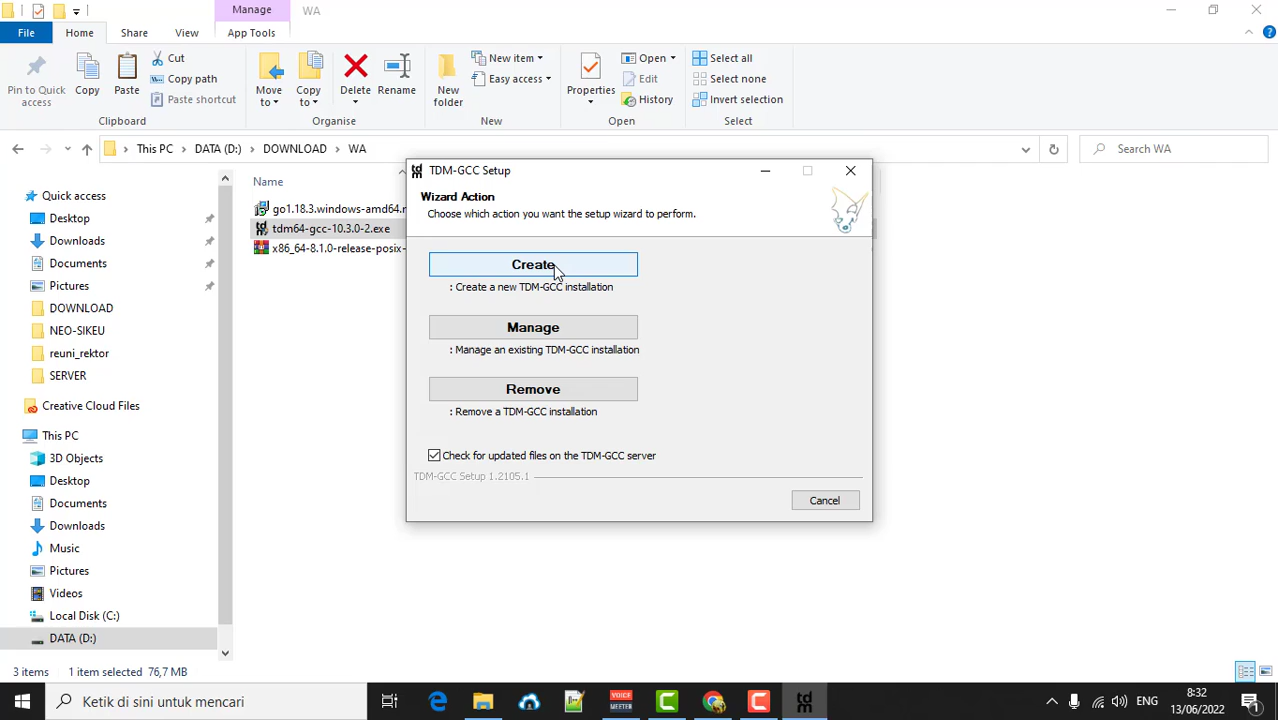 Manage
WA
File
Home
Share
View
App Tools
Pin to Quick access
Copy
Paste
Cut
Copy path
Paste shortcut
Clipboard
Move to
Copy to
Delete
Rename
Organise
New folder
New item
Easy access
New
Properties
Open
Edit
History
Open
Select all
Select none
Invert selection
Select
This PC > DATA (D:) > DOWNLOAD > WA
Search WA
Quick access
Desktop
Downloads
Documents
Pictures
DOWNLOAD
NEO-SIKEU
reuni_rektor
SERVER
Creative Cloud Files
This PC
3D Objects
Desktop
Documents
Downloads
Music
Pictures
Videos
Local Disk (C:)
DATA (D:)
Name
go1.18.3.windows-amd64.
tdm64-gcc-10.3.0-2.exe
x86_64-8.1.0-release-posix-
TDM-GCC Setup
Wizard Action
Choose which action you want the setup wizard to perform.
Create
: Create a new TDM-GCC installation
Manage
: Manage an existing TDM-GCC installation
Remove
: Remove a TDM-GCC installation
Check for updated files on the TDM-GCC server
TDM-GCC Setup 1.2105.1
Cancel
3 items
1 item selected 76,7 MB
Ketik di sini untuk mencari
VOICE
MEETER
tdm
ENG
8:32
13/06/2022
1